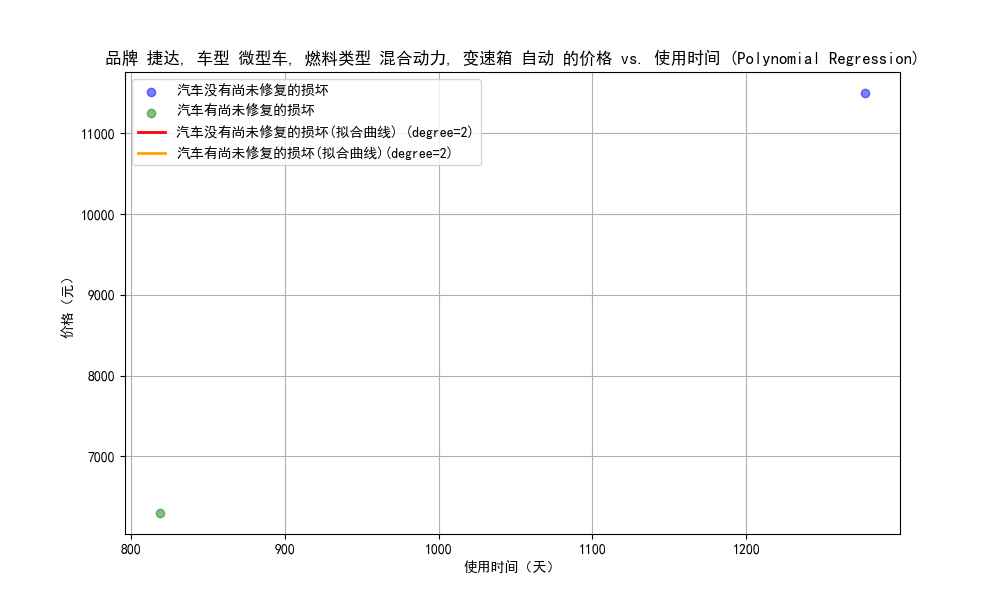 品牌 捷达, 车型 微型车, 燃料类型 混合动力, 变速箱 自动 的价格 vs. 使用时间 (Polynomial Regression)
汽车没有尚未修复的损坏
汽车有尚未修复的损坏
汽车没有尚未修复的损坏(拟合曲线) (degree=2)
汽车有尚未修复的损坏(拟合曲线)(degree=2)
11000
10000
9000
8000
7000
价格（元）
800
900
1000
1100
1200
使用时间（天）